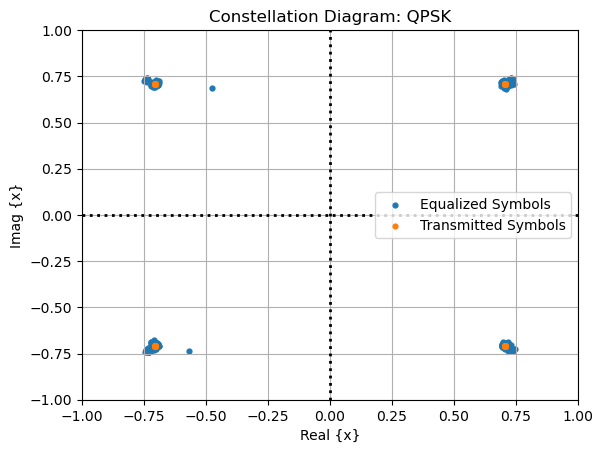 Constellation Diagram: QPSK
1.00
0.75
0.50
0.25
0.00
−0.25
−0.50
−0.75
−1.00
Imag {x}
Equalized Symbols
Transmitted Symbols
−1.00 −0.75 −0.50 −0.25 0.00 0.25 0.50 0.75 1.00
Real {x}